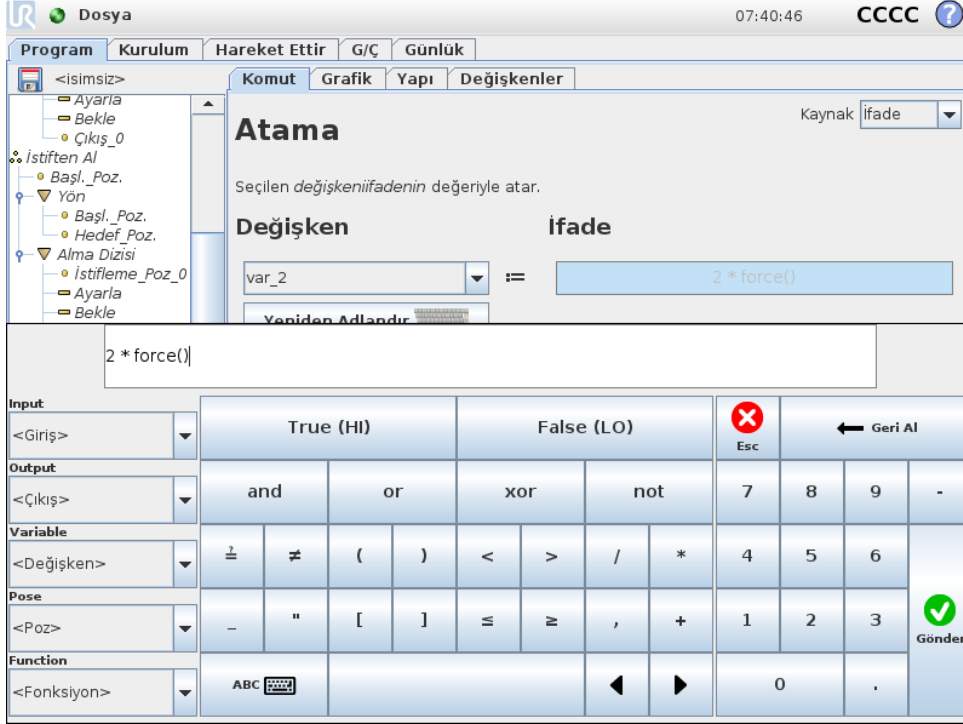 UR Dosya 07:40:46 CCCC ?
Program Kurulum Hareket Ettir G/Ç Günlük
<isimsiz> Komut Grafik Yapı Değişkenler
Ayarla
Bekle
Çıkış_0
İstiften Al
Başl._Poz.
Yön
Başl._Poz.
Hedef_Poz.
Alma Dizisi
İstifleme_Poz_0
Ayarla
Bekle
Kaynak İfade
Atama
Seçilen değişkeniifadenin değeriyle atar.
Değişken İfade
var_2 := 2 * force()
Yeniden Adlandır
2 * force()
Input
<Giriş> True (HI) False (LO) Esc Geri Al
Output
<Çıkış> and or xor not 7 8 9 -
Variable
<Değişken> ≟ ≠ ( ) < > / * 4 5 6
Pose
<Poz> _ " [ ] ≤ ≥ , + 1 2 3 Gönder
Function
<Fonksiyon> ABC 0 .